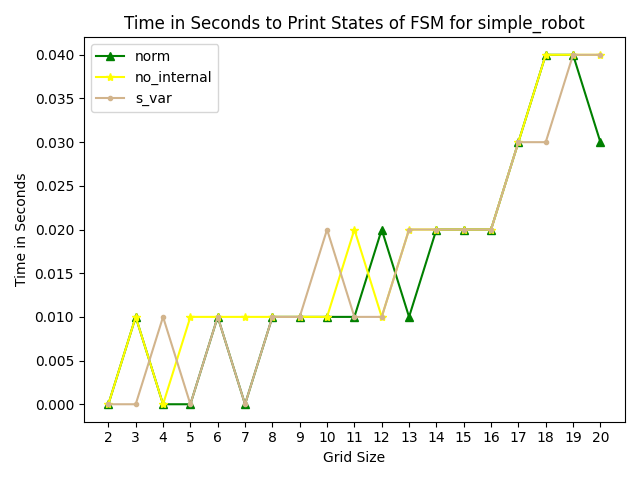 Time in Seconds to Print States of FSM for simple_robot
norm
no_internal
s_var
0.040
0.035
0.030
0.025
0.020
0.015
0.010
0.005
0.000
Time in Seconds
2 3 4 5 6 7 8 9 10 11 12 13 14 15 16 17 18 19 20
Grid Size